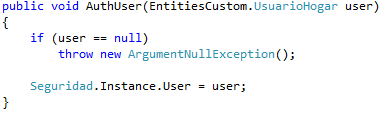 public void AuthUser(EntitiesCustom.UsuarioHogar user)
{
    if (user == null)
        throw new ArgumentNullException();

    Seguridad.Instance.User = user;
}